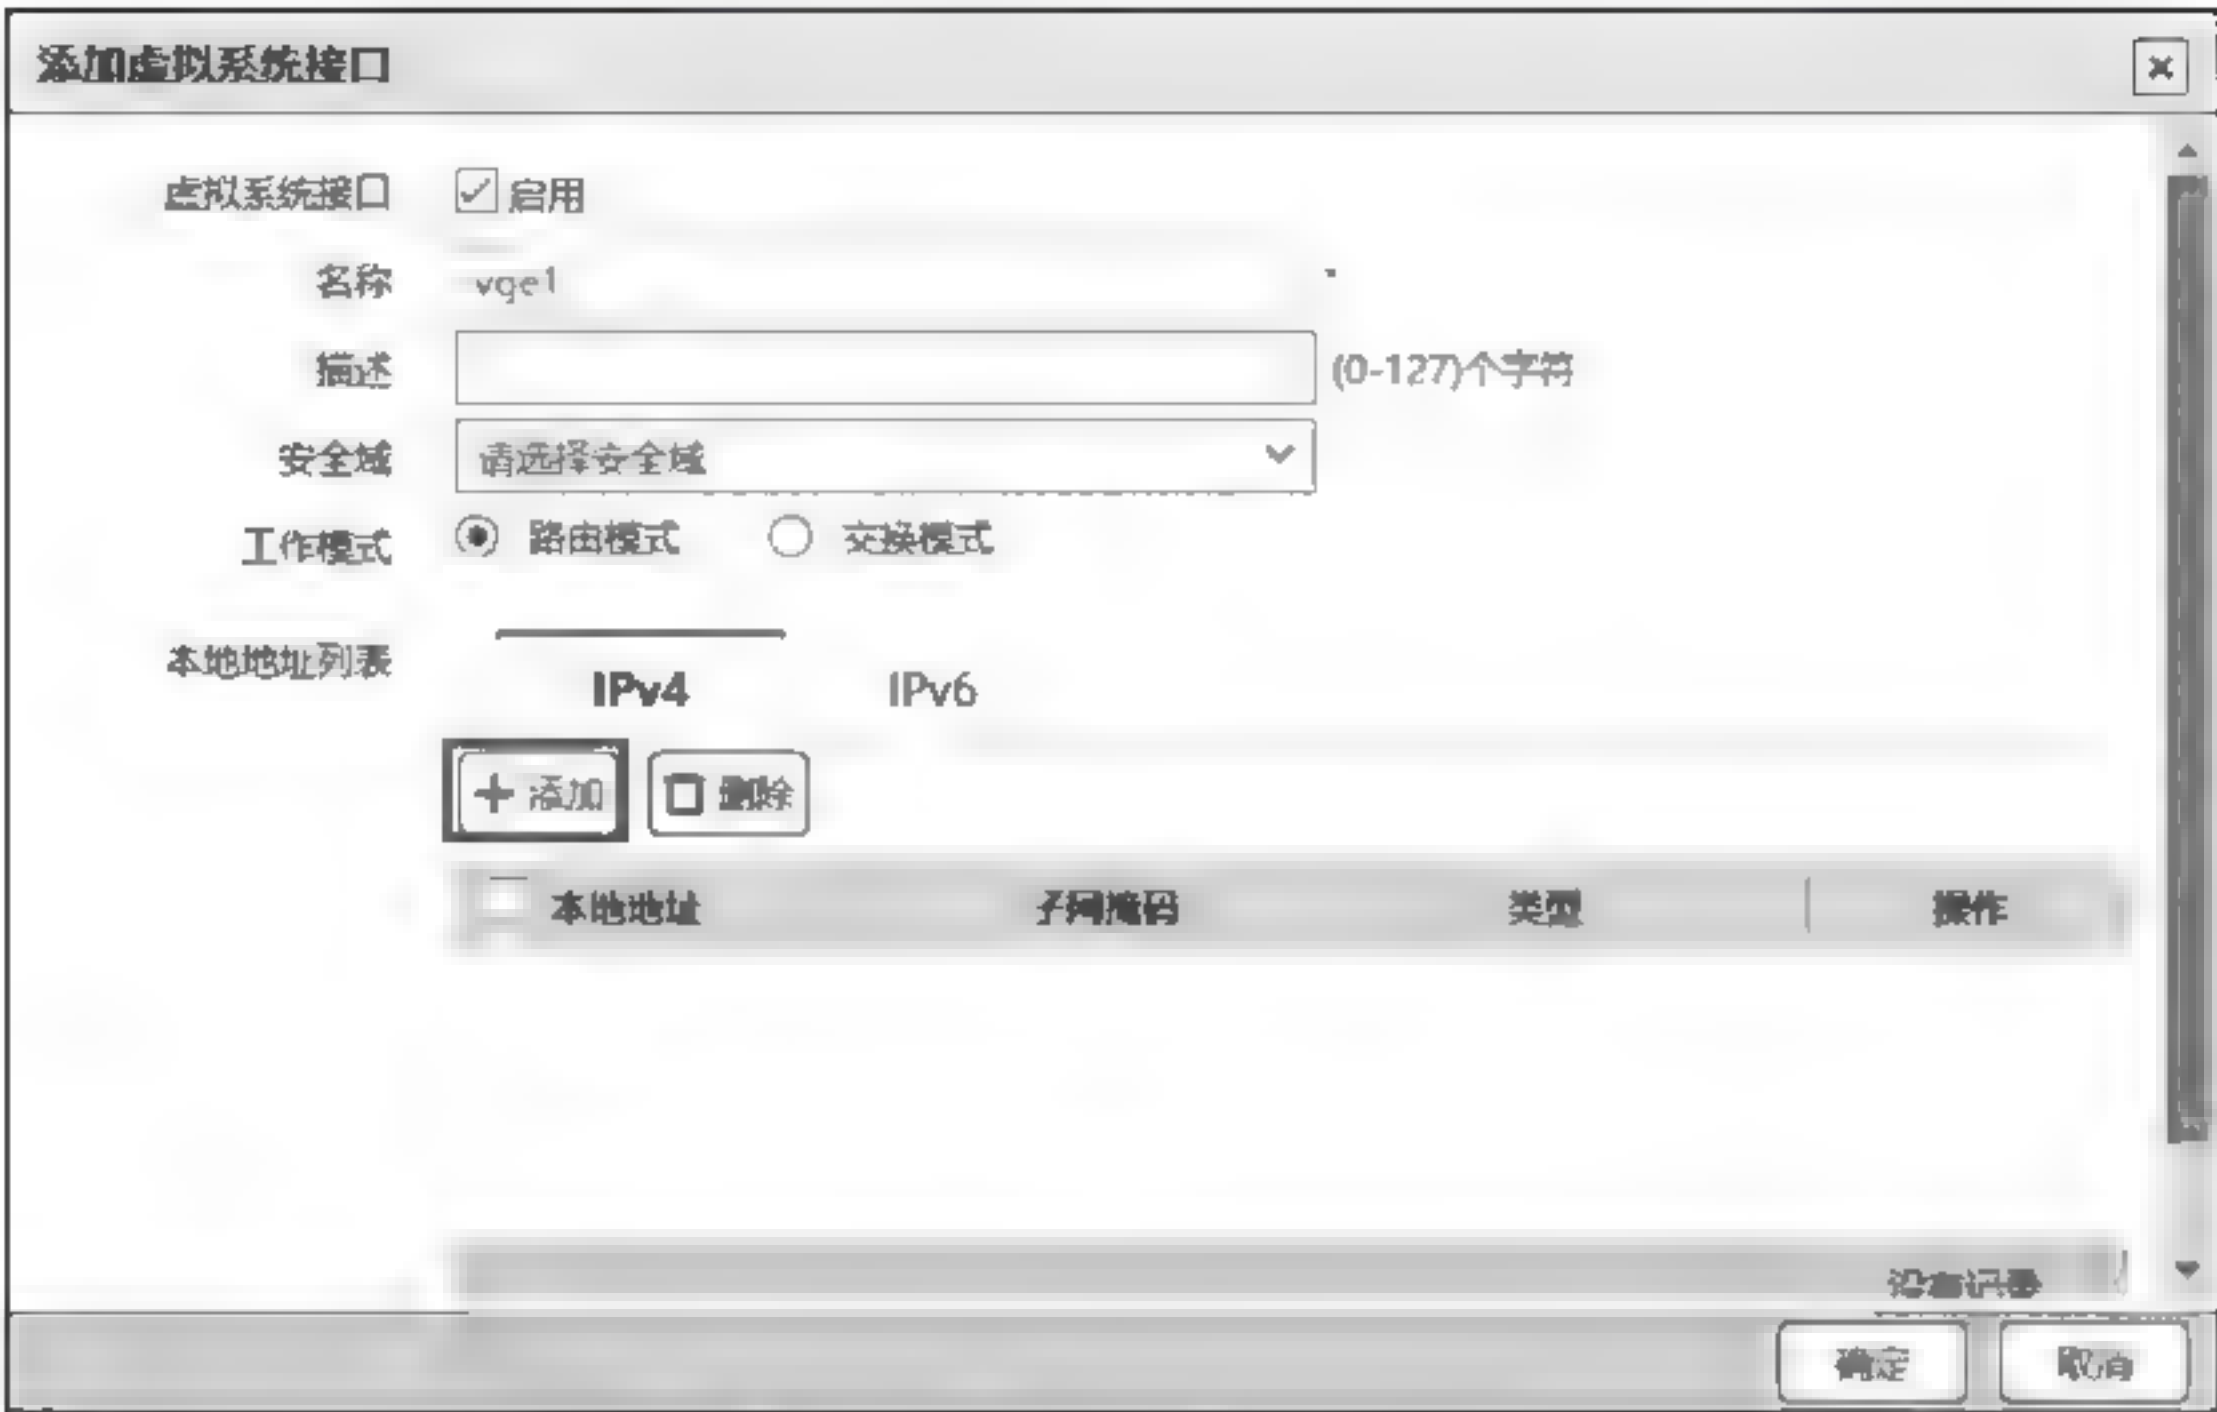 添加虚拟系统接口
虚拟系统接口 启用
名称 vge1 *
描述 (0-127)个字符
安全域 请选择安全域
工作模式 路由模式 交换模式
本地地址列表 IPv4 IPv6
添加 删除
本地地址 子网掩码 类型 操作
没有记录
确定 取消